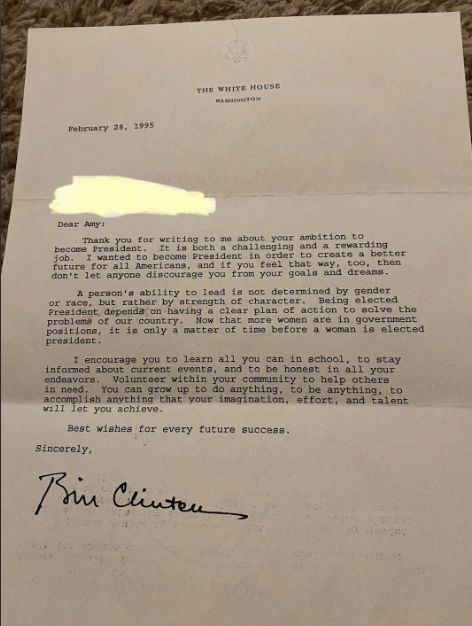 THE WHITE HOUSE
WASHINGTON
February 28, 1995
Dear Amy:
Thank you for writing to me about your ambition to
become President. It is both a challenging and a rewarding
job. I wanted to become President in order to create a better
future for all Americans, and if you feel that way, too, then
don't let anyone discourage you from your goals and dreams.
A person's ability to lead is not determined by gender
or race, but rather by strength of character. Being elected
President depends on having a clear plan of action to solve the
problems of our country. Now that more women are in government
positions, it is only a matter of time before a woman is elected
president.
I encourage you to learn all you can in school, to stay
informed about current events, and to be honest in all your
endeavors. Volunteer within your community to help others
in need. You can grow up to do anything, to be anything, to
accomplish anything that your imagination, effort, and talent
will let you achieve.
Best wishes for every future success.
Sincerely,
Bill Clinton